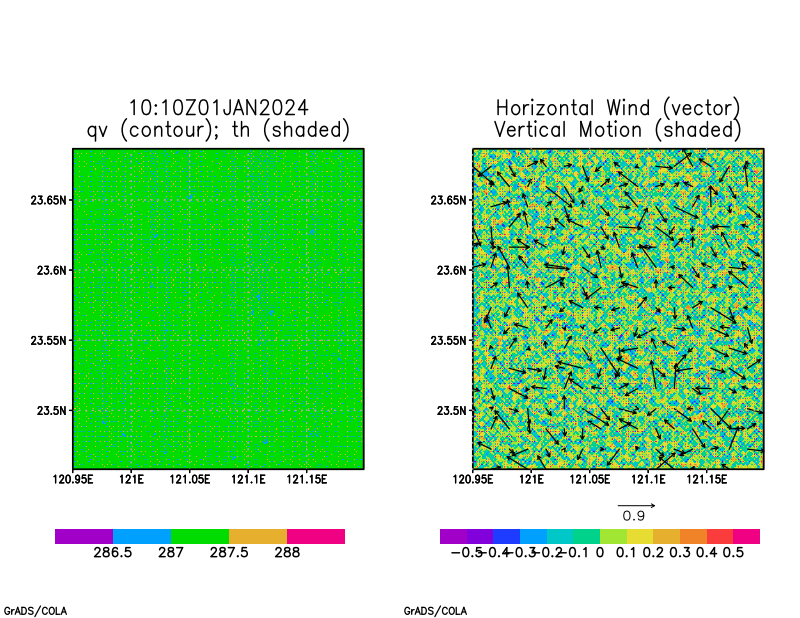 10:10Z01JAN2024
qv (contour); th (shaded)
23.65N
23.6N
23.55N
23.5N
120.95E 121E 121.05E 121.1E 121.15E
286.5 287 287.5 288
GrADS/COLA
Horizontal Wind (vector)
Vertical Motion (shaded)
23.65N
23.6N
23.55N
23.5N
120.95E 121E 121.05E 121.1E 121.15E
0.9
-0.5 -0.4 -0.3 -0.2 -0.1 0 0.1 0.2 0.3 0.4 0.5
GrADS/COLA